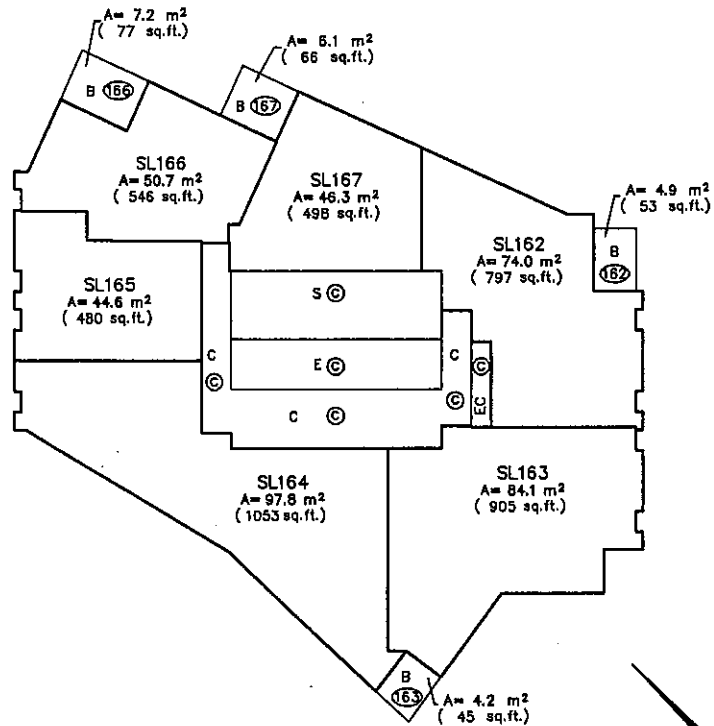 A= 7.2 m²
( 77 sq.ft.)
A= 6.1 m²
( 66 sq.ft.)
B 166
B 167
SL166
A= 50.7 m²
( 546 sq.ft.)
SL167
A= 46.3 m²
( 498 sq.ft.)
A= 4.9 m²
( 53 sq.ft.)
SL162
A= 74.0 m²
( 797 sq.ft.)
B
162
SL165
A= 44.6 m²
( 480 sq.ft.)
S C
C
C
E C
C
C
C
EC
C C
SL164
A= 97.8 m²
(1053 sq.ft.)
SL163
A= 84.1 m²
( 905 sq.ft.)
B
163
A= 4.2 m²
( 45 sq.ft.)